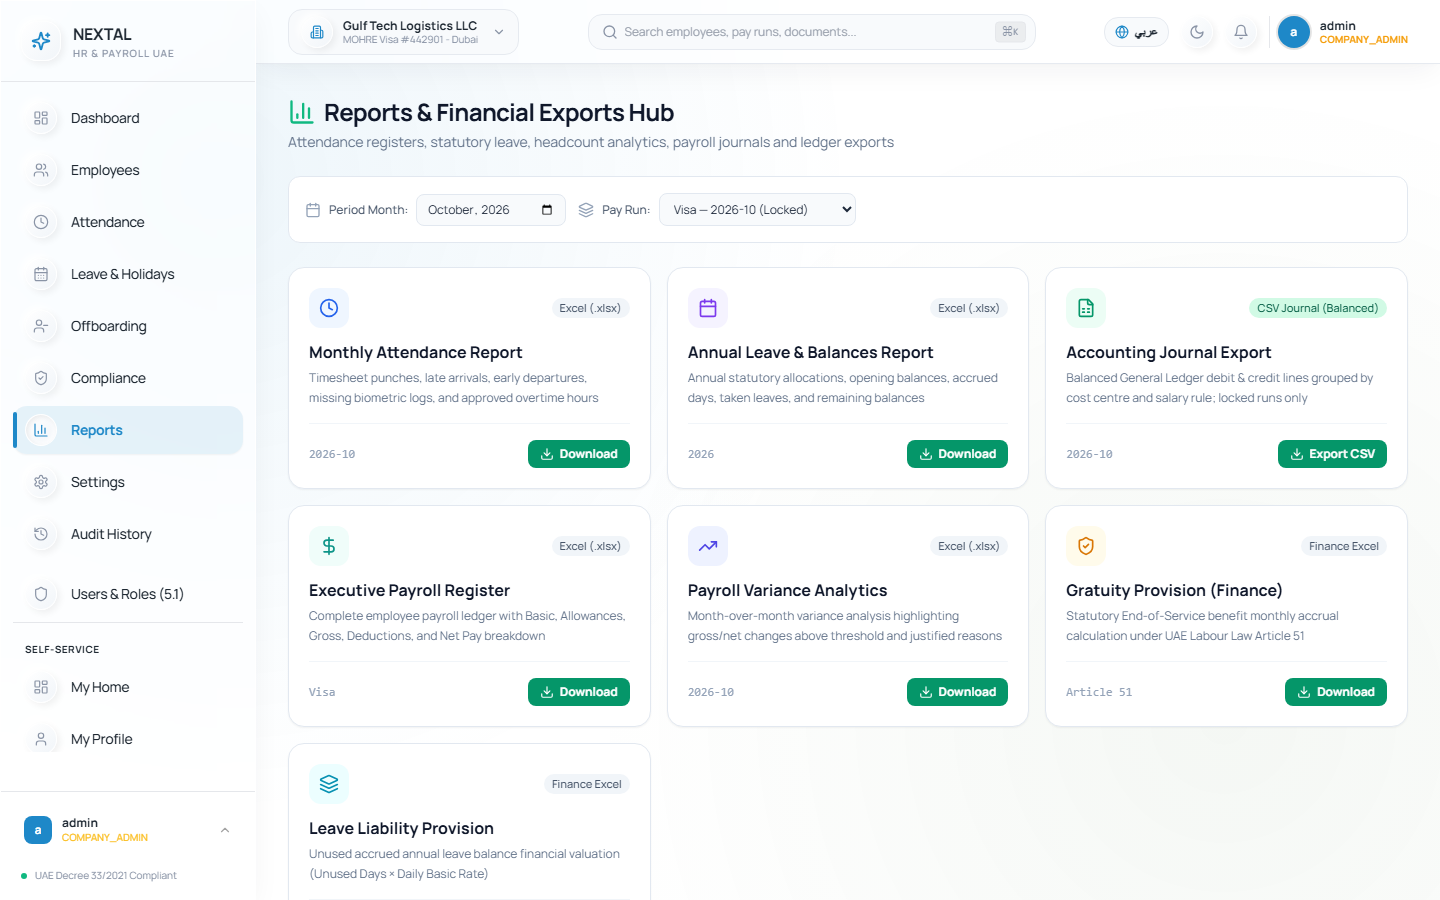 NEXTAL
HR & PAYROLL UAE
Dashboard
Employees
Attendance
Leave & Holidays
Offboarding
Compliance
Reports
Settings
Audit History
Users & Roles (5.1)
SELF-SERVICE
My Home
My Profile
a
admin
COMPANY_ADMIN
UAE Decree 33/2021 Compliant
Gulf Tech Logistics LLC
MOHRE Visa #442901 - Dubai
Search employees, pay runs, documents...
⌘K
عربي
a
admin
COMPANY_ADMIN
Reports & Financial Exports Hub
Attendance registers, statutory leave, headcount analytics, payroll journals and ledger exports
Period Month:
October, 2026
Pay Run:
Visa — 2026-10 (Locked)
Excel (.xlsx)
Monthly Attendance Report
Timesheet punches, late arrivals, early departures,
missing biometric logs, and approved overtime hours
2026-10
Download
Excel (.xlsx)
Annual Leave & Balances Report
Annual statutory allocations, opening balances, accrued
days, taken leaves, and remaining balances
2026
Download
CSV Journal (Balanced)
Accounting Journal Export
Balanced General Ledger debit & credit lines grouped by
cost centre and salary rule; locked runs only
2026-10
Export CSV
Excel (.xlsx)
Executive Payroll Register
Complete employee payroll ledger with Basic, Allowances,
Gross, Deductions, and Net Pay breakdown
Visa
Download
Excel (.xlsx)
Payroll Variance Analytics
Month-over-month variance analysis highlighting
gross/net changes above threshold and justified reasons
2026-10
Download
Finance Excel
Gratuity Provision (Finance)
Statutory End-of-Service benefit monthly accrual
calculation under UAE Labour Law Article 51
Article 51
Download
Finance Excel
Leave Liability Provision
Unused accrued annual leave balance financial valuation
(Unused Days × Daily Basic Rate)